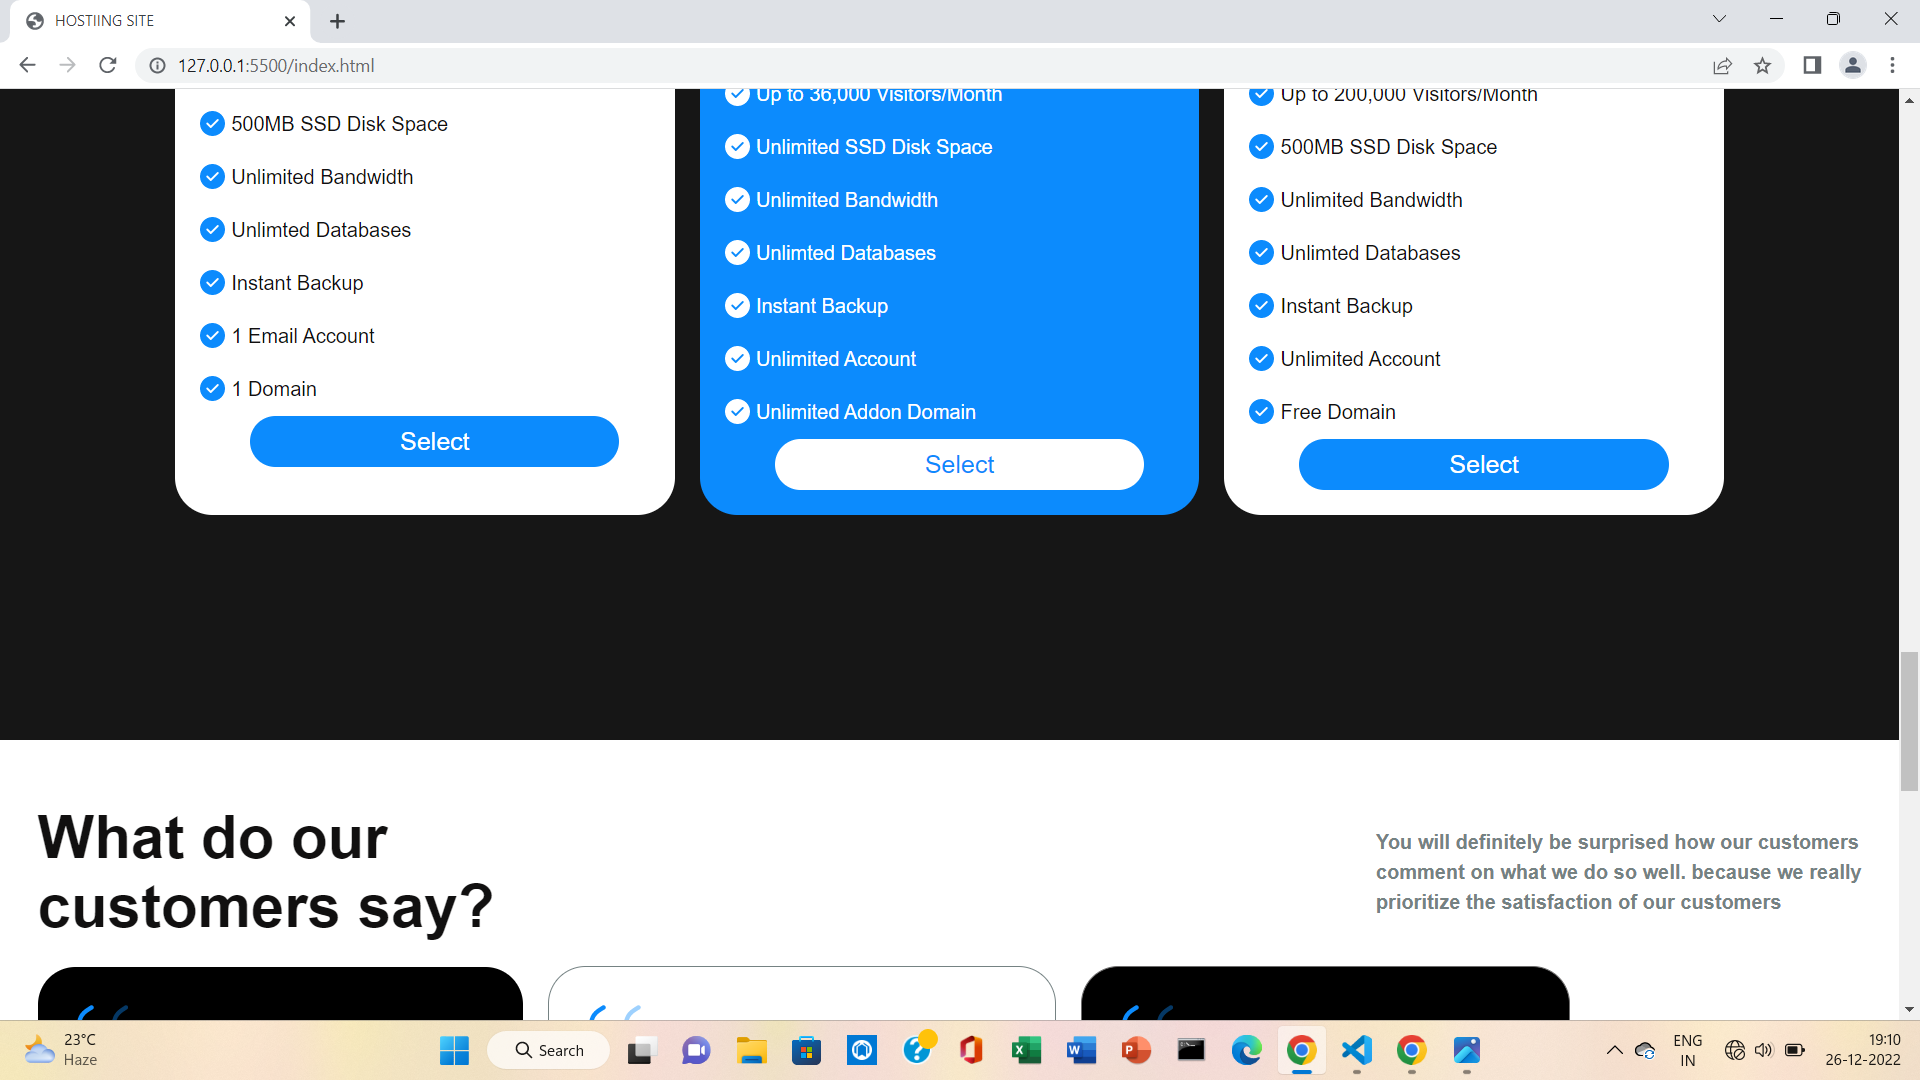 HOSTIING SITE
127.0.0.1:5500/index.html
500MB SSD Disk Space
Unlimited Bandwidth
Unlimted Databases
Instant Backup
1 Email Account
1 Domain
Select
Up to 36,000 Visitors/Month
Unlimited SSD Disk Space
Unlimited Bandwidth
Unlimted Databases
Instant Backup
Unlimited Account
Unlimited Addon Domain
Select
Up to 200,000 Visitors/Month
500MB SSD Disk Space
Unlimited Bandwidth
Unlimted Databases
Instant Backup
Unlimited Account
Free Domain
Select
What do our
customers say?
You will definitely be surprised how our customers
comment on what we do so well. because we really
prioritize the satisfaction of our customers
23°C
Haze
Search
ENG
IN
19:10
26-12-2022